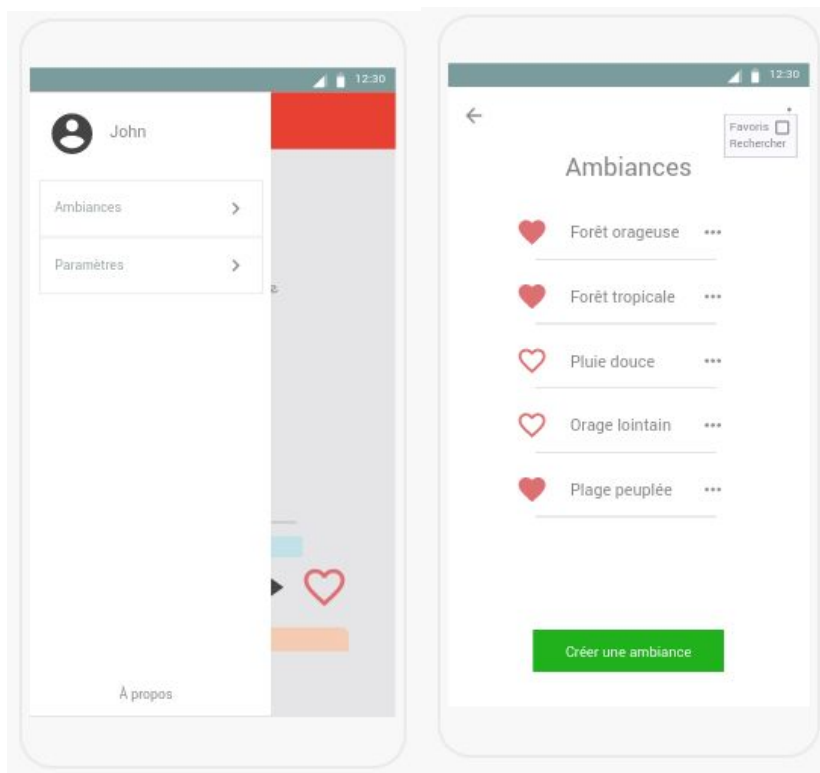 12:30
John
Ambiances
Paramètres
À propos
12:30
Favoris
Rechercher
Ambiances
Forêt orageuse
Forêt tropicale
Pluie douce
Orage lointain
Plage peuplée
Créer une ambiance